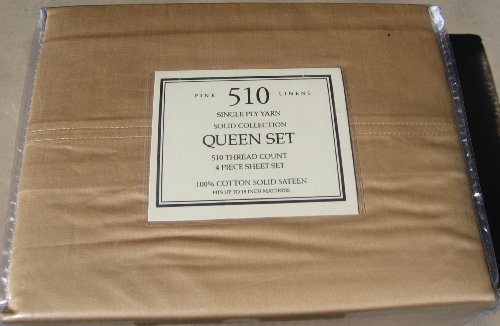 FINE 510 LINENS
SINGLE PLY YARN
SOLID COLLECTION
QUEEN SET
510 THREAD COUNT
4 PIECE SHEET SET
100% COTTON SOLID SATEEN
FITS UP TO 18 INCH MATTRESS